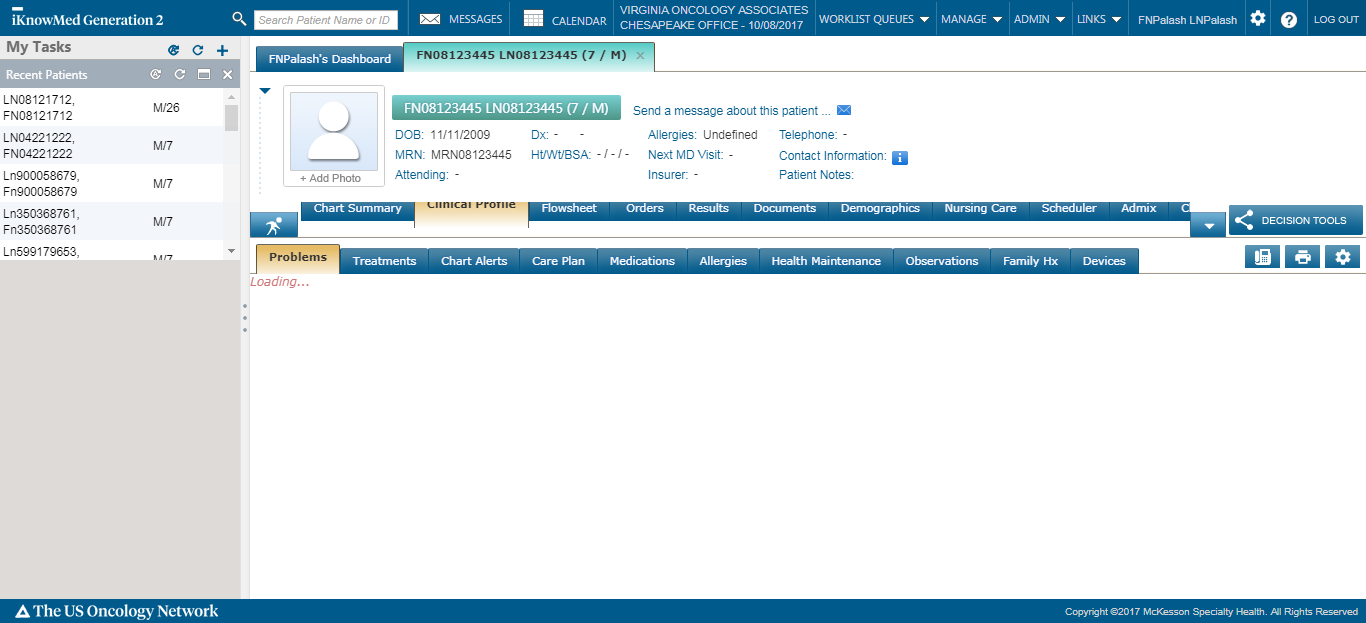 iKnowMed Generation 2
Search Patient Name or ID
MESSAGES
CALENDAR
VIRGINIA ONCOLOGY ASSOCIATES
CHESAPEAKE OFFICE - 10/08/2017
WORKLIST QUEUES
MANAGE
ADMIN
LINKS
FNPalash LNPalash
LOG OUT
My Tasks
Recent Patients
LN08121712,
FN08121712
M/26
LN04221222,
FN04221222
M/7
Ln900058679,
Fn900058679
M/7
Ln350368761,
Fn350368761
M/7
Ln599179653,
M/7
FNPalash's Dashboard
FN08123445 LN08123445 (7 / M)
+ Add Photo
FN08123445 LN08123445 (7 / M)
Send a message about this patient ...
DOB: 11/11/2009
Dx: - -
Allergies: Undefined
Telephone: -
MRN: MRN08123445
Ht/Wt/BSA: - / - / -
Next MD Visit: -
Contact Information:
Attending: -
Insurer: -
Patient Notes:
Chart Summary
Clinical Profile
Flowsheet
Orders
Results
Documents
Demographics
Nursing Care
Scheduler
Admix
DECISION TOOLS
Problems
Treatments
Chart Alerts
Care Plan
Medications
Allergies
Health Maintenance
Observations
Family Hx
Devices
Loading...
The US Oncology Network
Copyright ©2017 McKesson Specialty Health. All Rights Reserved